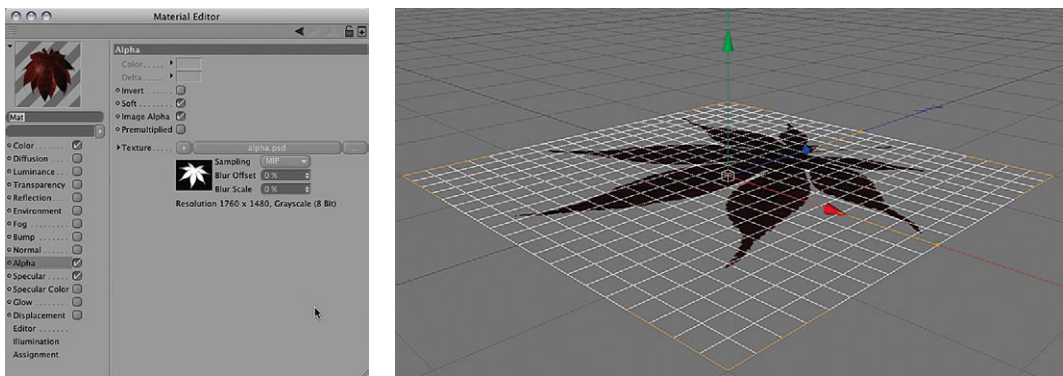 Material Editor
Alpha
Color.....
Delta.....
Invert
Soft........
Image Alpha
Premultiplied
Texture..... alpha.psd ...
Sampling MIP
Blur Offset 0 %
Blur Scale 0 %
Resolution 1760 x 1480, Grayscale (8 Bit)
Mat
Color.........
Diffusion....
Luminance...
Transparency
Reflection....
Environment
Fog...........
Bump........
Normal......
Alpha........
Specular.....
Specular Color
Glow.........
Displacement
Editor........
Illumination
Assignment